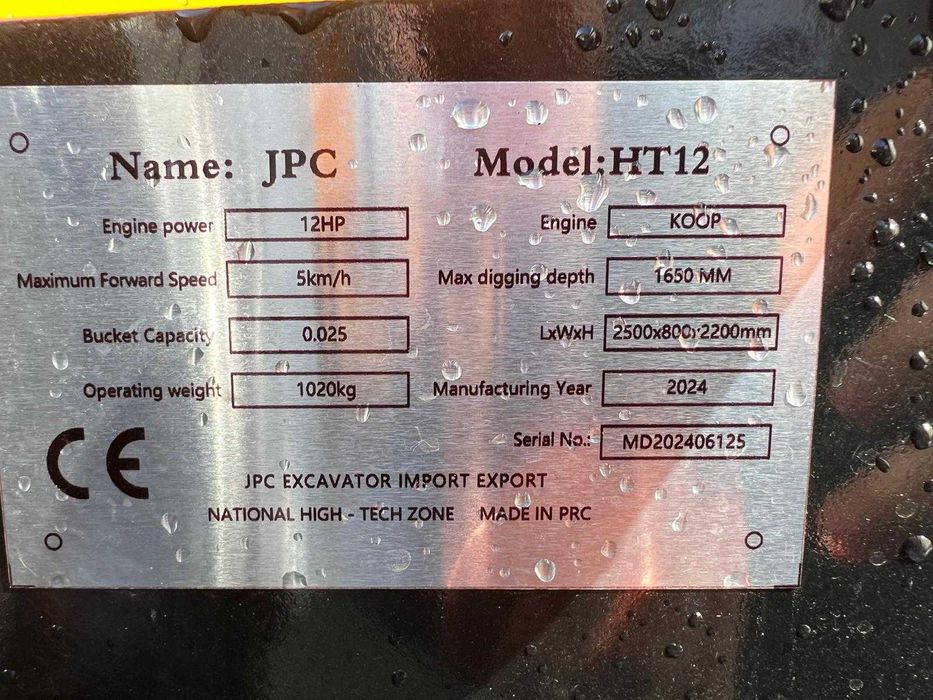 Name: JPC Model:HT12
Engine power 12HP Engine KOOP
Maximum Forward Speed 5km/h Max digging depth 1650 MM
Bucket Capacity 0.025 LxWxH 2500x800x2200mm
Operating weight 1020kg Manufacturing Year 2024
Serial No.: MD202406125
CE
JPC EXCAVATOR IMPORT EXPORT
NATIONAL HIGH - TECH ZONE MADE IN PRC